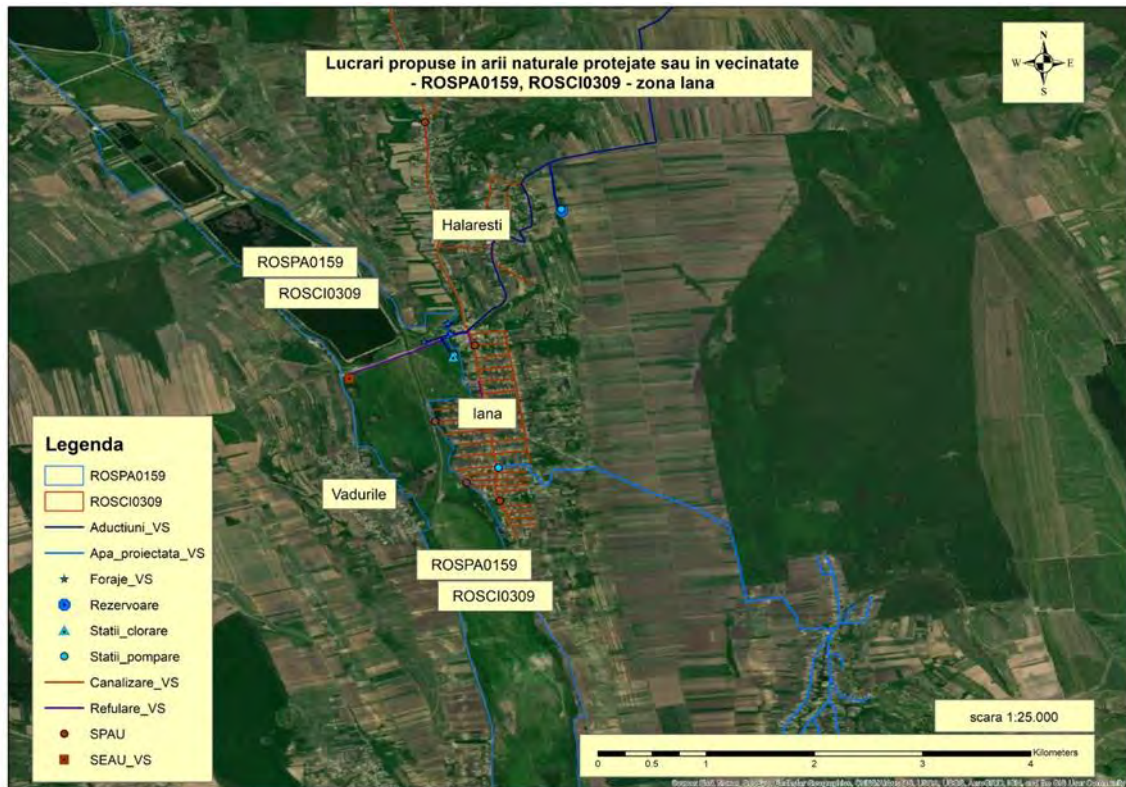 Lucrari propuse in arii naturale protejate sau in vecinatate
- ROSPA0159, ROSCI0309 - zona Iana
N
W E
S
Halaresti
ROSPA0159
ROSCI0309
Iana
Vadurile
ROSPA0159
ROSCI0309
Legenda
ROSPA0159
ROSCI0309
Aductiuni_VS
Apa_proiectata_VS
Foraje_VS
Rezervoare
Statii_clorare
Statii_pompare
Canalizare_VS
Refulare_VS
SPAU
SEAU_VS
scara 1:25.000
Kilometers
0 0.5 1 2 3 4